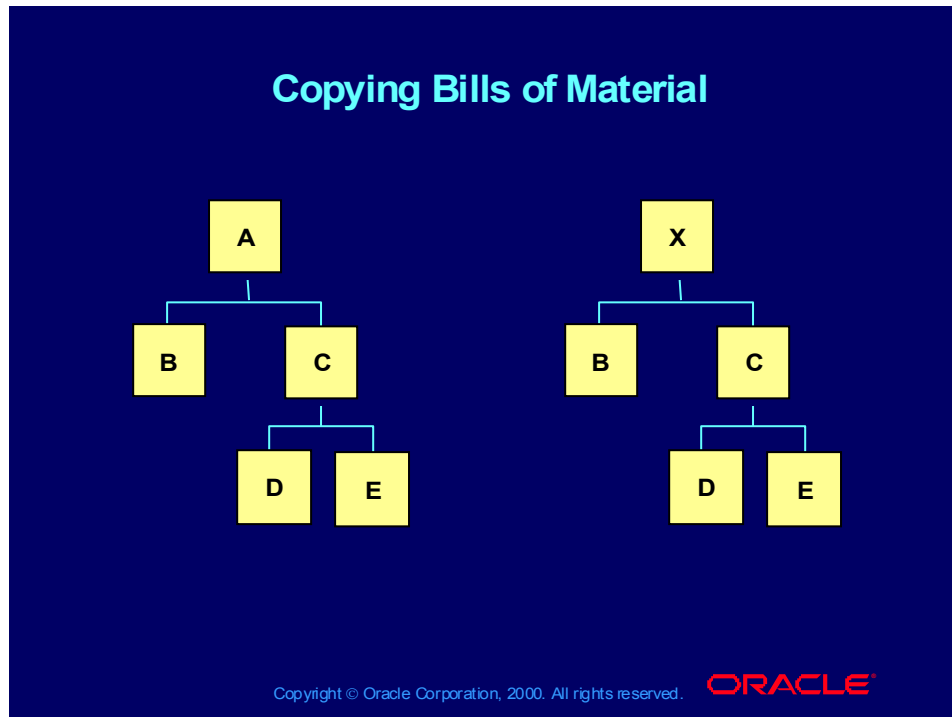 Copying Bills of Material
A X
B C B C
D E D E
Copyright © Oracle Corporation, 2000. All rights reserved. ORACLE®